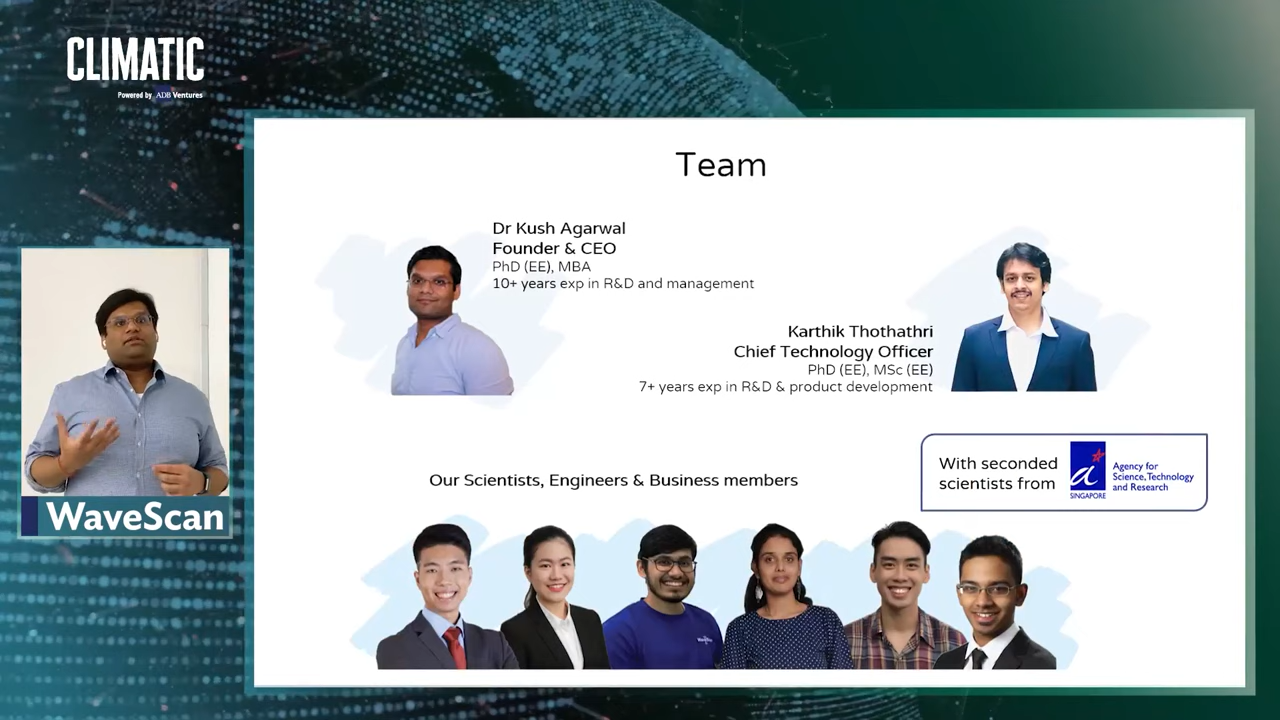 CLIMATIC
Powered by ADB Ventures
Team
Dr Kush Agarwal
Founder & CEO
PhD (EE), MBA
10+ years exp in R&D and management
Karthik Thothathri
Chief Technology Officer
PhD (EE), MSc (EE)
7+ years exp in R&D & product development
With seconded
scientists from
a
SINGAPORE
Agency for
Science, Technology
and Research
Our Scientists, Engineers & Business members
WaveScan
WaveScan